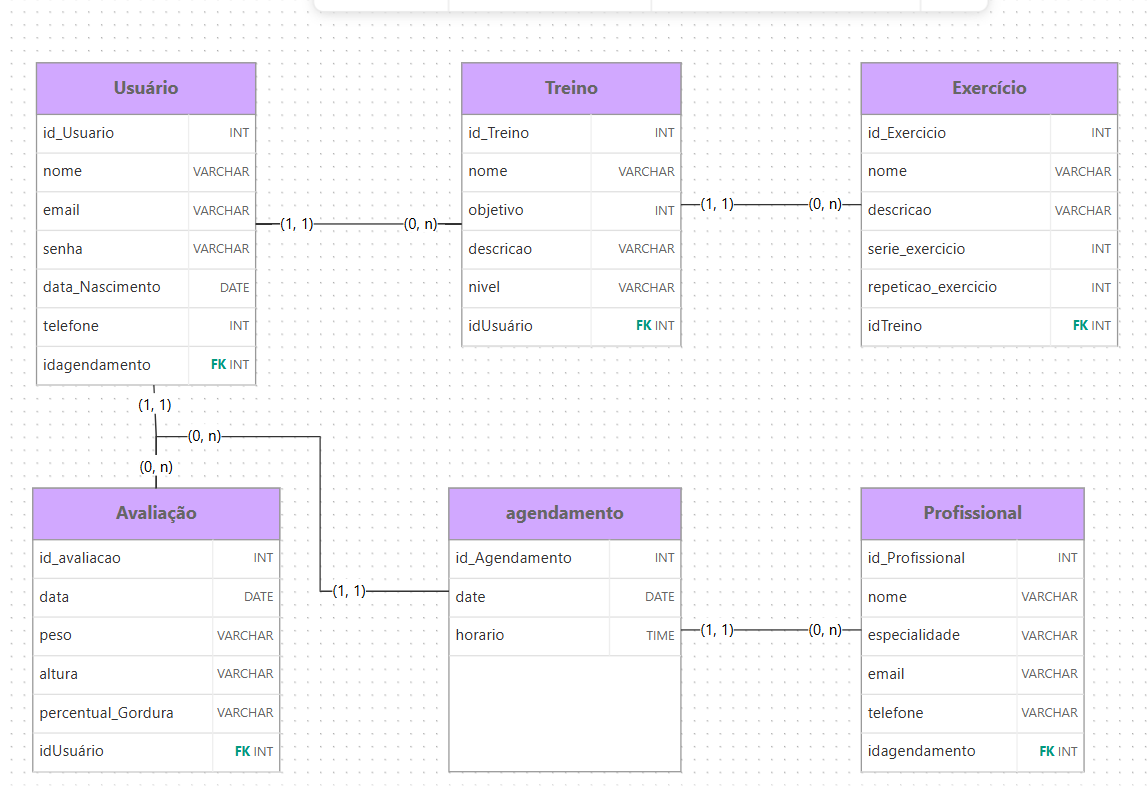 Usuário
id_Usuario INT
nome VARCHAR
email VARCHAR
senha VARCHAR
data_Nascimento DATE
telefone INT
idagendamento FK INT
Treino
id_Treino INT
nome VARCHAR
objetivo INT
descricao VARCHAR
nivel VARCHAR
idUsuário FK INT
Exercício
id_Exercicio INT
nome VARCHAR
descricao VARCHAR
serie_exercicio INT
repeticao_exercicio INT
idTreino FK INT
(1, 1) (0, n)
(1, 1) (0, n)
(1, 1)
(0, n)
(0, n)
(1, 1)
Avaliação
id_avaliacao INT
data DATE
peso VARCHAR
altura VARCHAR
percentual_Gordura VARCHAR
idUsuário FK INT
agendamento
id_Agendamento INT
date DATE
horario TIME
(1, 1) (0, n)
Profissional
id_Profissional INT
nome VARCHAR
especialidade VARCHAR
email VARCHAR
telefone VARCHAR
idagendamento FK INT